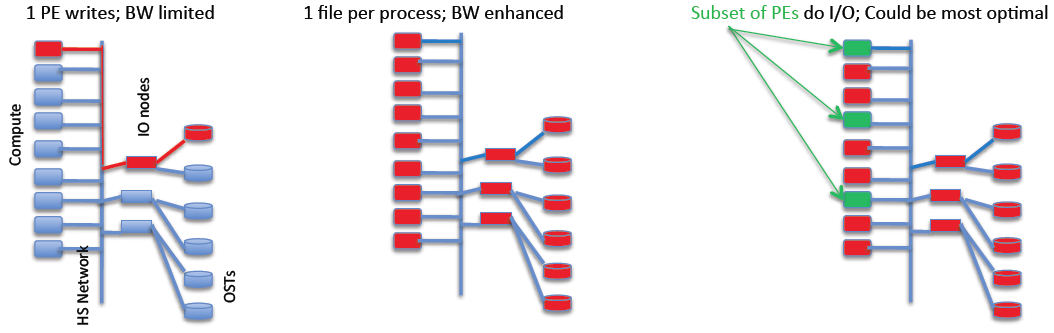 1 PE writes; BW limited
1 file per process; BW enhanced
Subset of PEs do I/O; Could be most optimal
Compute
IO nodes
HS Network
OSTs